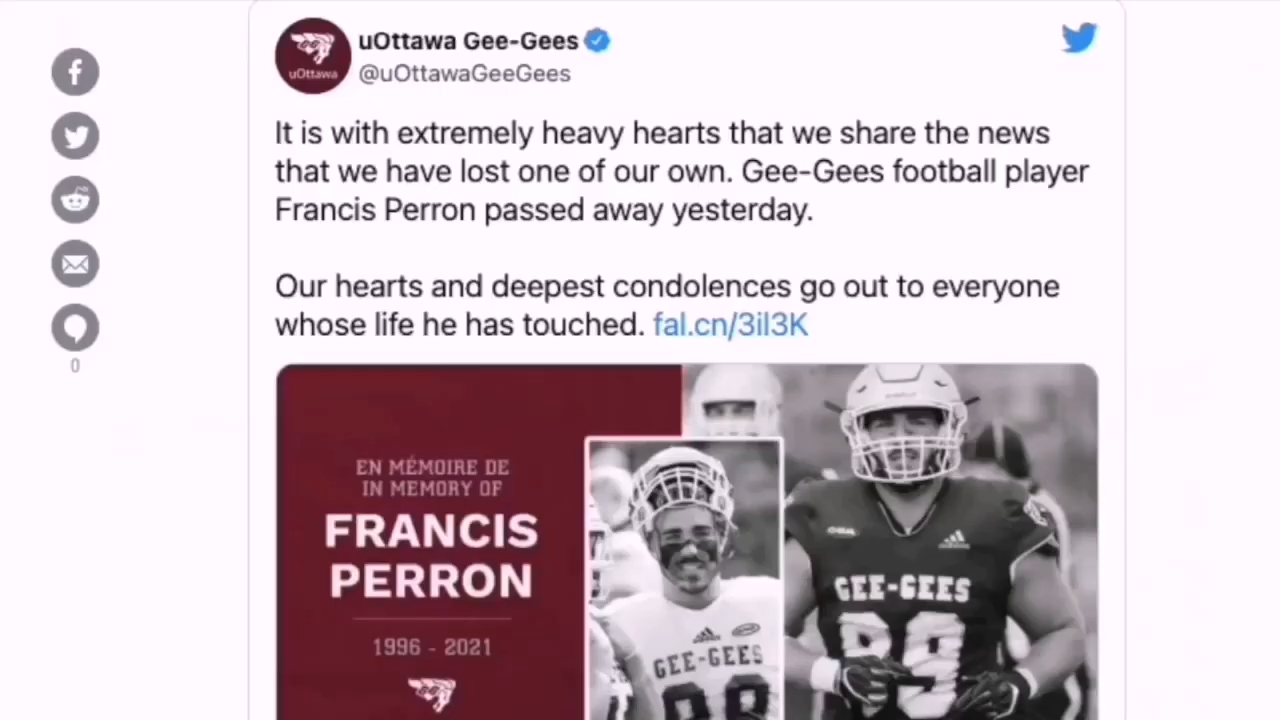 uOttawa Gee-Gees
uOttawa
@uOttawaGeeGees
It is with extremely heavy hearts that we share the news
that we have lost one of our own. Gee-Gees football player
Francis Perron passed away yesterday.
Our hearts and deepest condolences go out to everyone
whose life he has touched. fal.cn/3il3K
0
EN MÉMOIRE DE
IN MEMORY OF
FRANCIS
PERRON
1996 - 2021
GEE-GEES
99
GEE-GEES